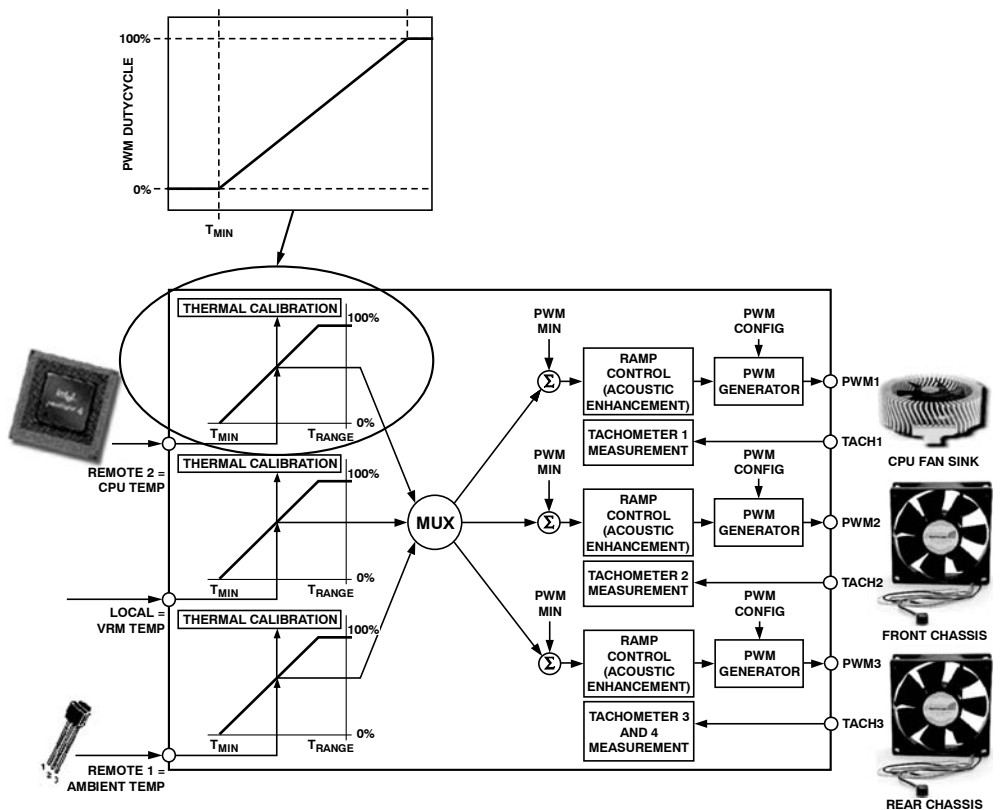 100%
PWM DUTYCYCLE
0%
TMIN
THERMAL CALIBRATION
100%
0%
TMIN
TRANGE
REMOTE 2 =
CPU TEMP
THERMAL CALIBRATION
100%
0%
TMIN
TRANGE
LOCAL =
VRM TEMP
THERMAL CALIBRATION
100%
0%
TMIN
TRANGE
REMOTE 1 =
AMBIENT TEMP
MUX
PWM
MIN
Σ
RAMP
CONTROL
(ACOUSTIC
ENHANCEMENT)
PWM
CONFIG
PWM
GENERATOR
PWM1
TACHOMETER 1
MEASUREMENT
TACH1
CPU FAN SINK
PWM
MIN
Σ
RAMP
CONTROL
(ACOUSTIC
ENHANCEMENT)
PWM
CONFIG
PWM
GENERATOR
PWM2
TACHOMETER 2
MEASUREMENT
TACH2
FRONT CHASSIS
PWM
MIN
Σ
RAMP
CONTROL
(ACOUSTIC
ENHANCEMENT)
PWM
CONFIG
PWM
GENERATOR
PWM3
TACHOMETER 3
AND 4
MEASUREMENT
TACH3
REAR CHASSIS